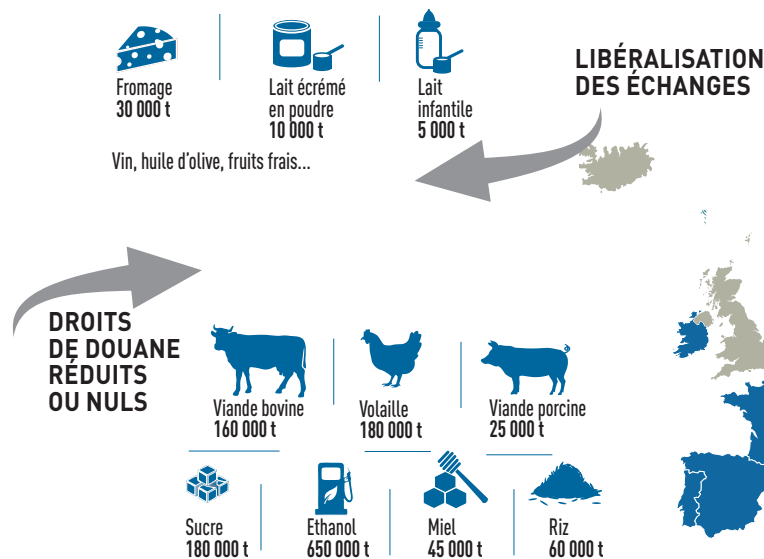 LIBÉRALISATION
DES ÉCHANGES
Fromage
30 000 t
Lait écrémé
en poudre
10 000 t
Lait
infantile
5 000 t
Vin, huile d'olive, fruits frais...
DROITS
DE DOUANE
RÉDUITS
OU NULS
Viande bovine
160 000 t
Volaille
180 000 t
Viande porcine
25 000 t
Sucre
180 000 t
Ethanol
650 000 t
Miel
45 000 t
Riz
60 000 t